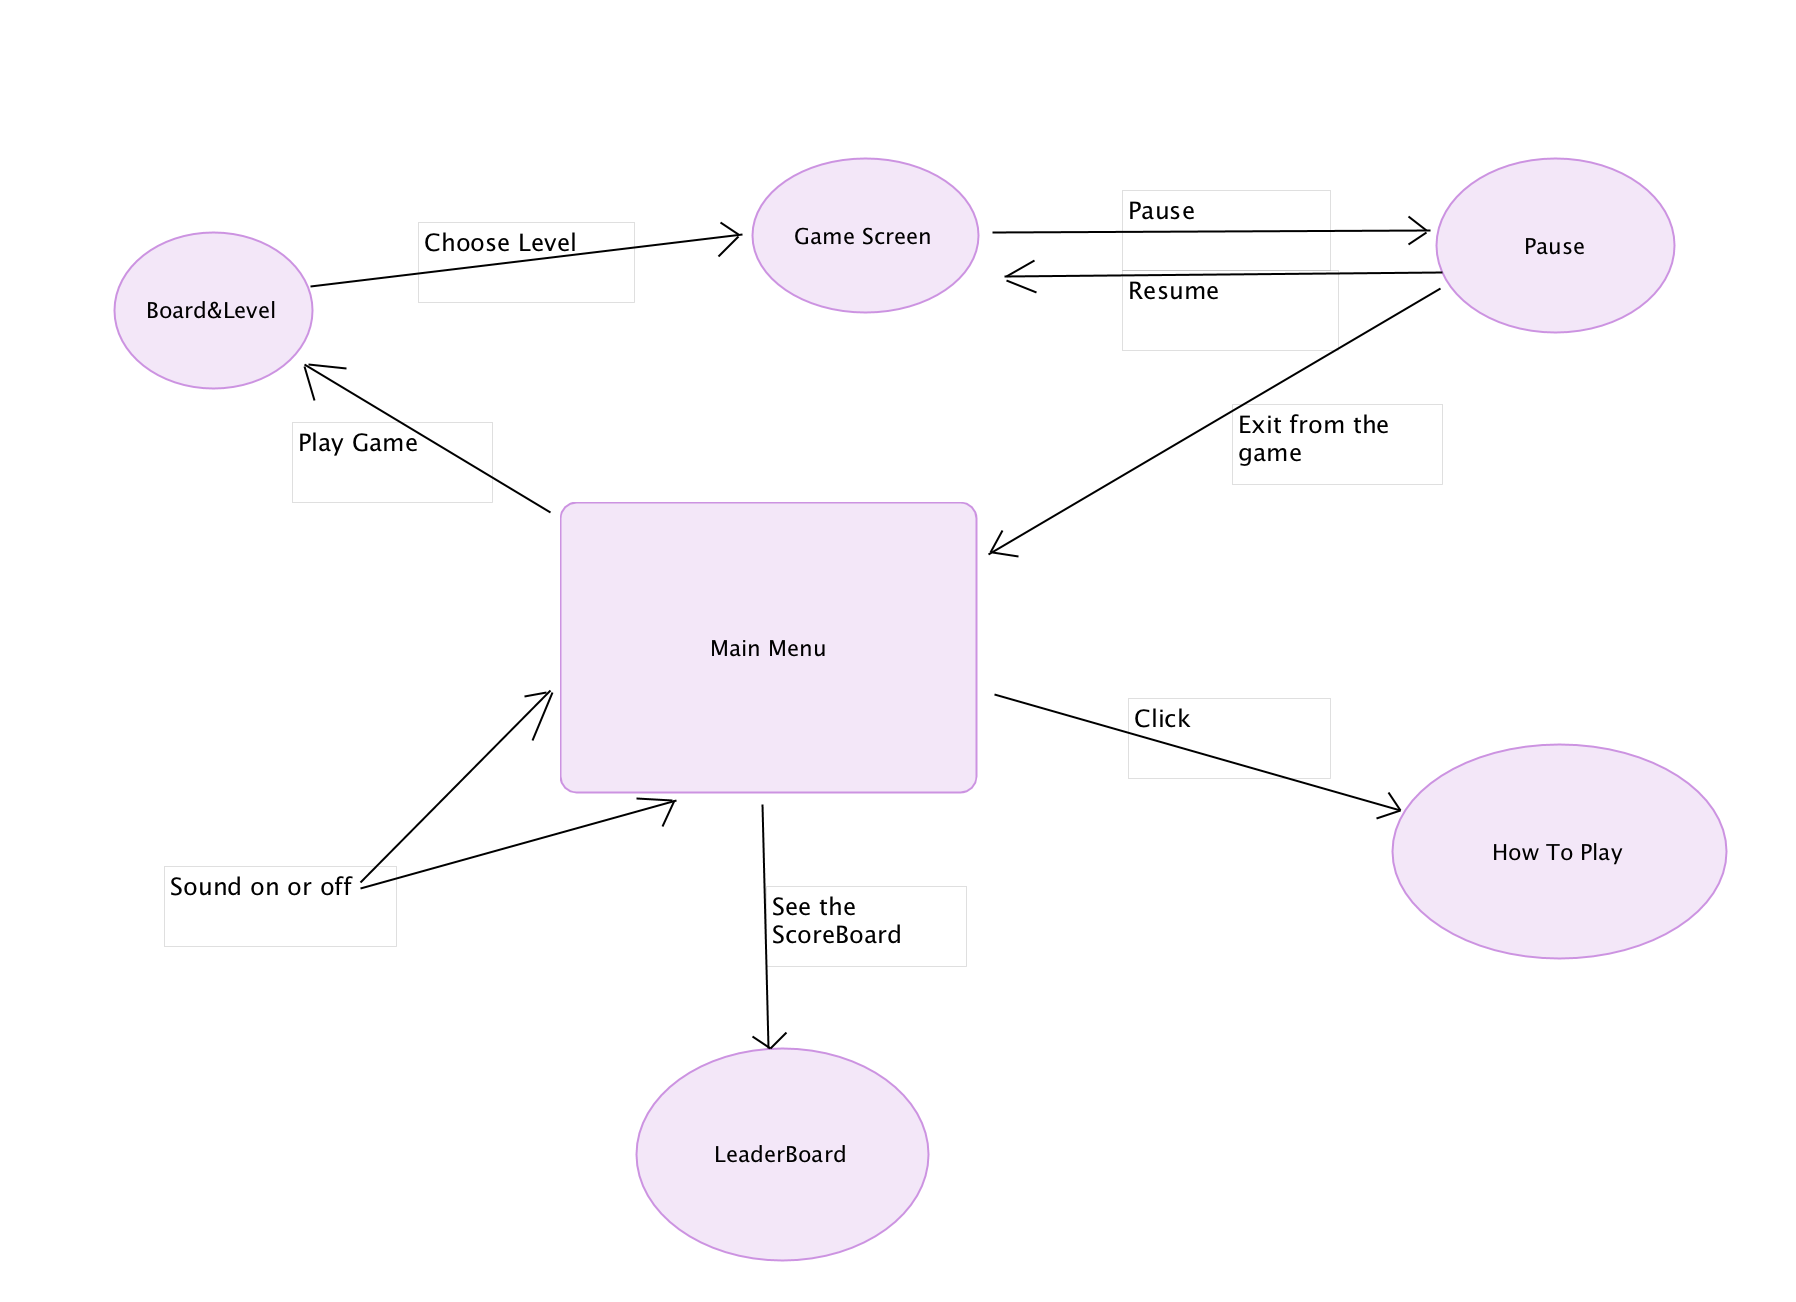 Pause
Choose Level
Game Screen
Pause
Resume
Board&Level
Exit from the
game
Play Game
Main Menu
Click
How To Play
Sound on or off
See the
ScoreBoard
LeaderBoard